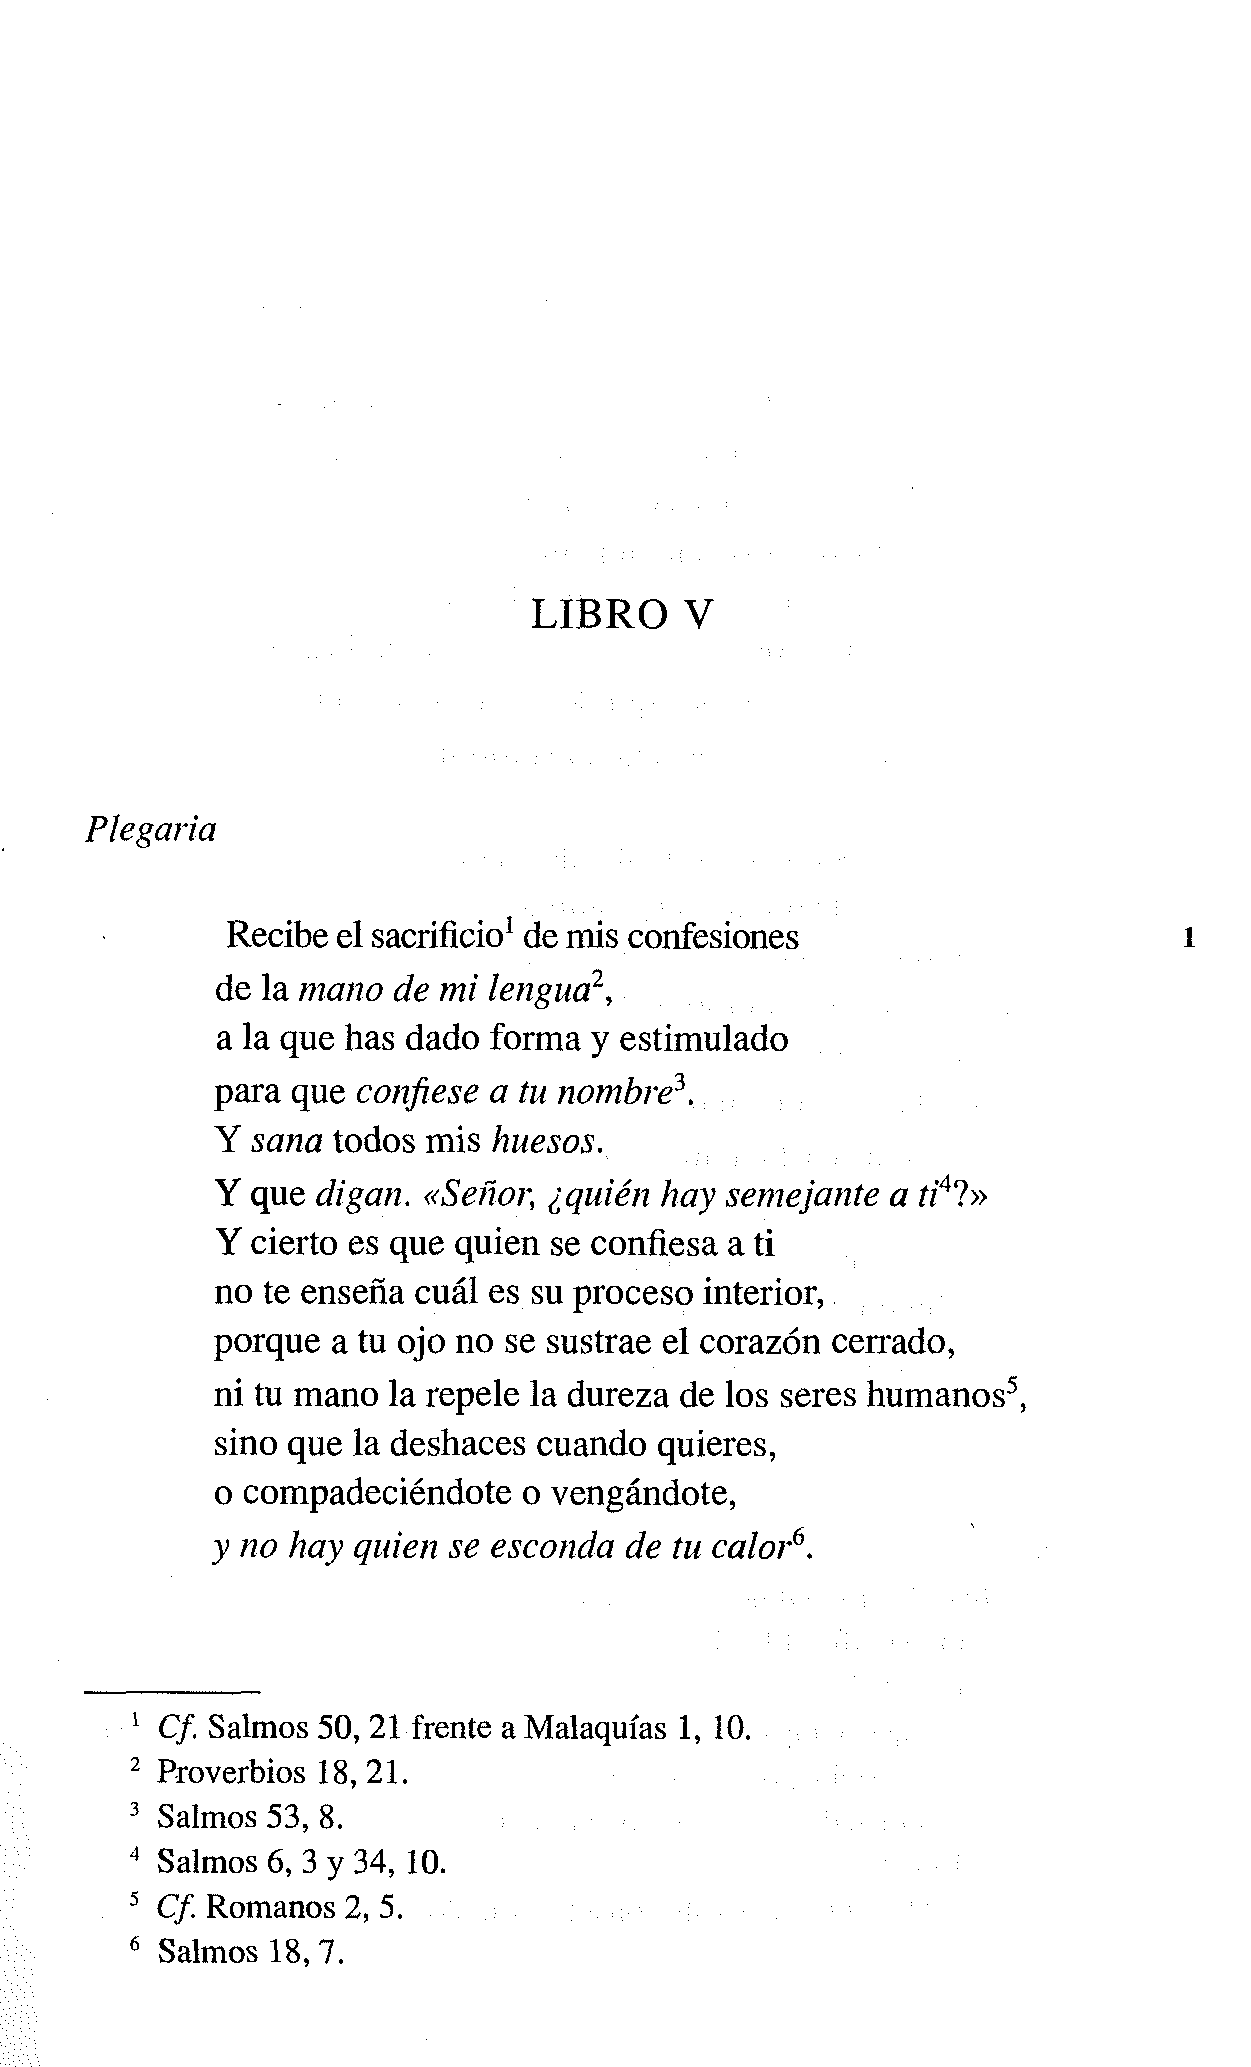 LIBRO V
Plegaria
Recibe el sacrificio¹ de mis confesiones
1
de la mano de mi lengua²,
a la que has dado forma y estimulado
para que confiese a tu nombre³.
Y sana todos mis huesos.
Y que digan. «Señor, ¿quién hay semejante a ti⁴?»
Y cierto es que quien se confiesa a ti
no te enseña cuál es su proceso interior,
porque a tu ojo no se sustrae el corazón cerrado,
ni tu mano la repele la dureza de los seres humanos⁵,
sino que la deshaces cuando quieres,
o compadeciéndote o vengándote,
y no hay quien se esconda de tu calor⁶.
¹ Cf. Salmos 50, 21 frente a Malaquías 1, 10.
² Proverbios 18, 21.
³ Salmos 53, 8.
⁴ Salmos 6, 3 y 34, 10.
⁵ Cf. Romanos 2, 5.
⁶ Salmos 18, 7.